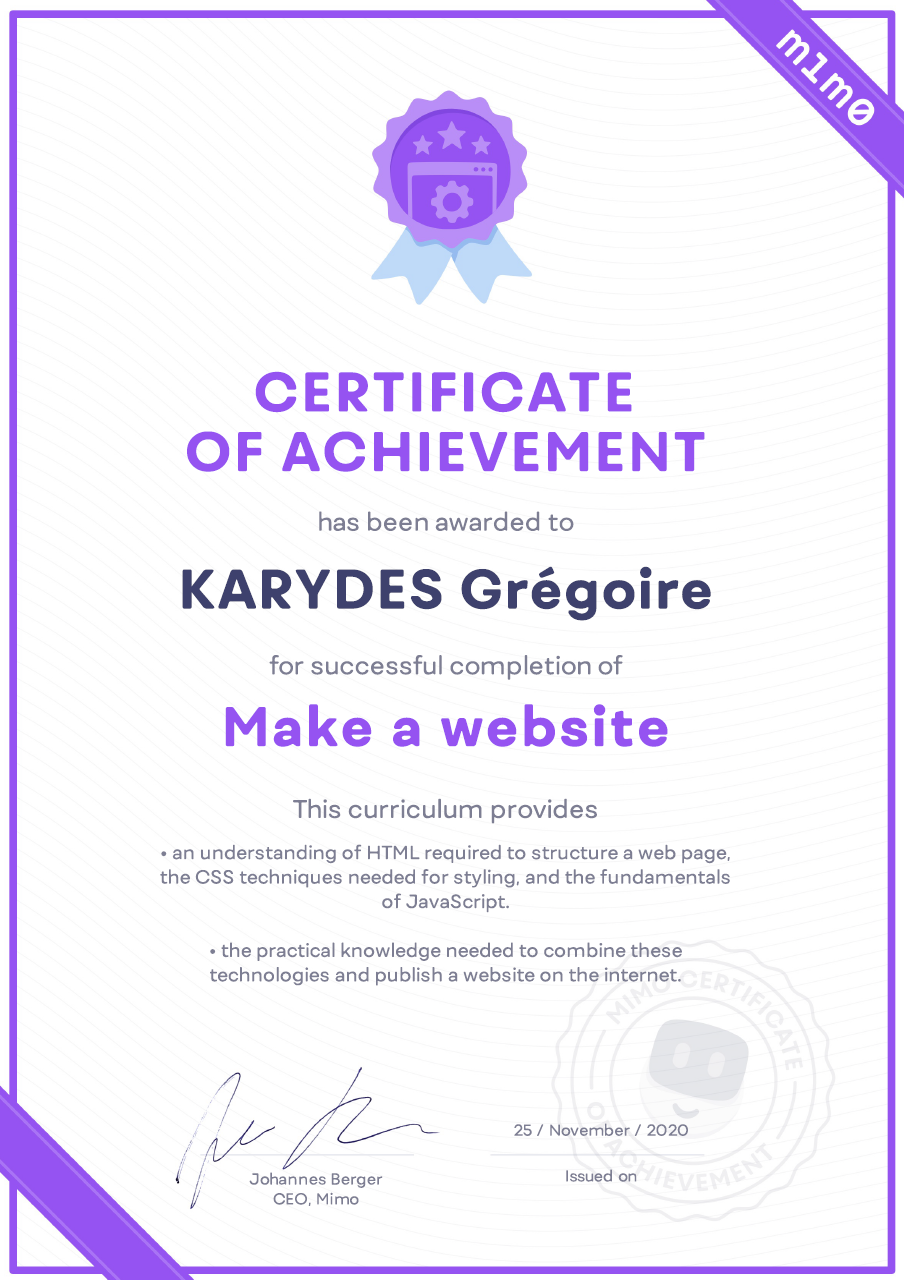 m1m0
CERTIFICATE
OF ACHIEVEMENT
has been awarded to
KARYDES Grégoire
for successful completion of
Make a website
This curriculum provides
• an understanding of HTML required to structure a web page,
the CSS techniques needed for styling, and the fundamentals
of JavaScript.
• the practical knowledge needed to combine these
technologies and publish a website on the internet.
MIMO CERTIFICATE
OF ACHIEVEMENT
25 / November / 2020
Johannes Berger
CEO, Mimo
Issued on